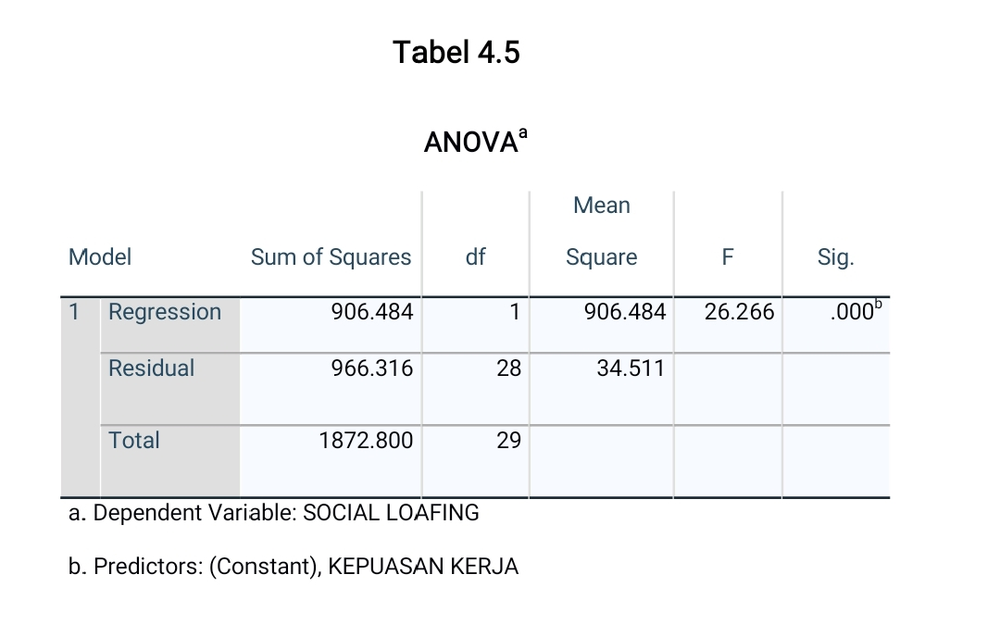 Tabel 4.5
ANOVAa
Mean
Model Sum of Squares df Square F Sig.
1 Regression 906.484 1 906.484 26.266 .000b
Residual 966.316 28 34.511
Total 1872.800 29
a. Dependent Variable: SOCIAL LOAFING
b. Predictors: (Constant), KEPUASAN KERJA